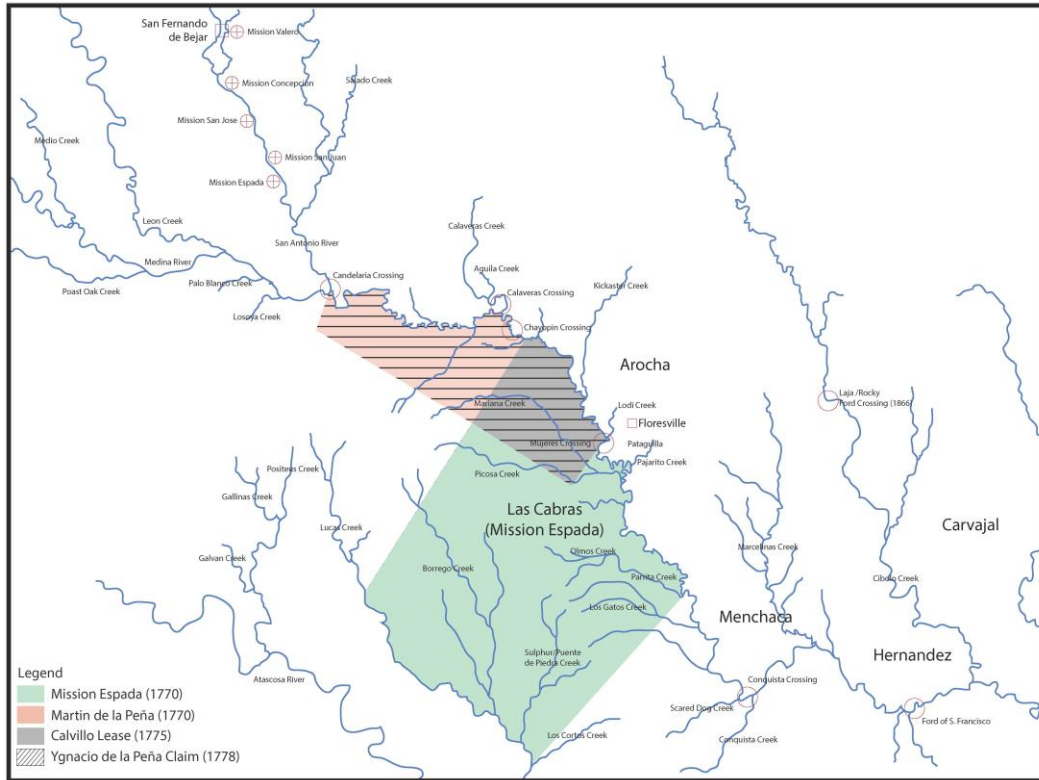 San Fernando
de Bejar
Mission Valero
Mission Concepción
Salado Creek
Mission San Jose
Medio Creek
Mission San Juan
Mission Espada
Leon Creek
San Antonio River
Calaveras Creek
Medina River
Aguila Creek
Palo Blanco Creek
Candelaria Crossing
Kickaster Creek
Poast Oak Creek
Calaveras Crossing
Losoya Creek
Chayopin Crossing
Arocha
Laja /Rocky
Ford Crossing (1866)
Mariana Creek
Lodi Creek
Floresville
Mujeres Crossing
Pataguilla
Pajarito Creek
Positeus Creek
Picosa Creek
Gallinas Creek
Las Cabras
(Mission Espada)
Carvajal
Lucas Creek
Galvan Creek
Olmos Creek
Marcelinas Creek
Borrego Creek
Parrita Creek
Cibolo Creek
Los Gatos Creek
Menchaca
Sulphur/Puente
de Piedra Creek
Hernandez
Atascosa River
Conquista Crossing
Scared Dog Creek
Ford of S. Francisco
Los Cortos Creek
Conquista Creek
Legend
Mission Espada (1770)
Martin de la Peña (1770)
Calvillo Lease (1775)
Ygnacio de la Peña Claim (1778)